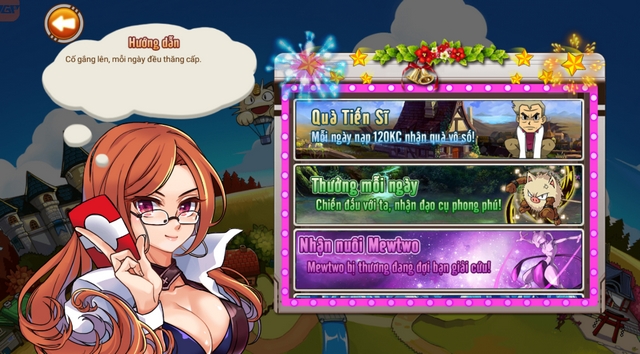 Hướng dẫn
Cố gắng lên, mỗi ngày đều thăng cấp.
Quà Tiến Sĩ
Mỗi ngày nạp 120KC nhận quà vô số!
Thưởng mỗi ngày
Chiến đấu với ta, nhận đạo cụ phong phú!
Nhận nuôi Mewtwo
Mewtwo bị thương đang đợi bạn giải cứu!